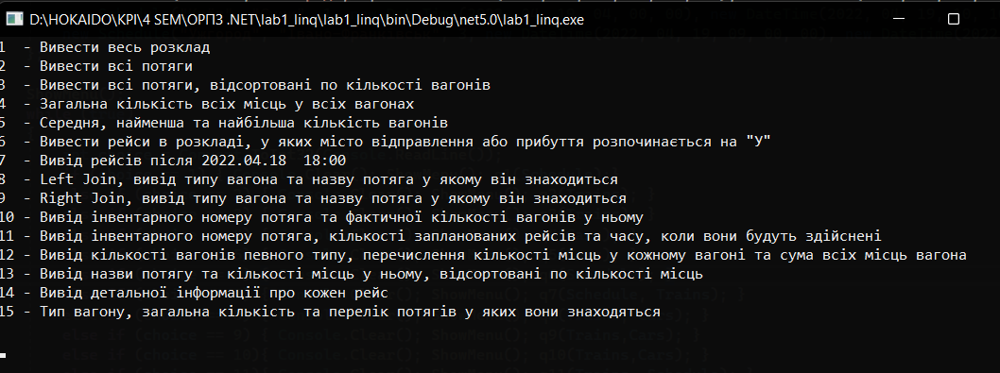 D:\HOKAIDO\KPI\4 SEM\ОРПЗ .NET\lab1_linq\lab1_linq\bin\Debug\net5.0\lab1_linq.exe
1  - Вивести весь розклад
2  - Вивести всі потяги
3  - Вивести всі потяги, відсортовані по кількості вагонів
4  - Загальна кількість всіх місць у всіх вагонах
5  - Середня, найменша та найбільша кількість вагонів
6  - Вивести рейси в розкладі, у яких місто відправлення або прибуття розпочинається на "У"
7  - Вивід рейсів після 2022.04.18  18:00
8  - Left Join, вивід типу вагона та назву потяга у якому він знаходиться
9  - Right Join, вивід типу вагона та назву потяга у якому він знаходиться
10 - Вивід інвентарного номеру потяга та фактичної кількості вагонів у ньому
11 - Вивід інвентарного номеру потяга, кількості запланованих рейсів та часу, коли вони будуть здійснені
12 - Вивід кількості вагонів певного типу, перечислення кількості місць у кожному вагоні та сума всіх місць вагона
13 - Вивід назви потягу та кількості місць у ньому, відсортовані по кількості місць
14 - Вивід детальної інформації про кожен рейс
15 - Тип вагону, загальна кількість та перелік потягів у яких вони знаходяться